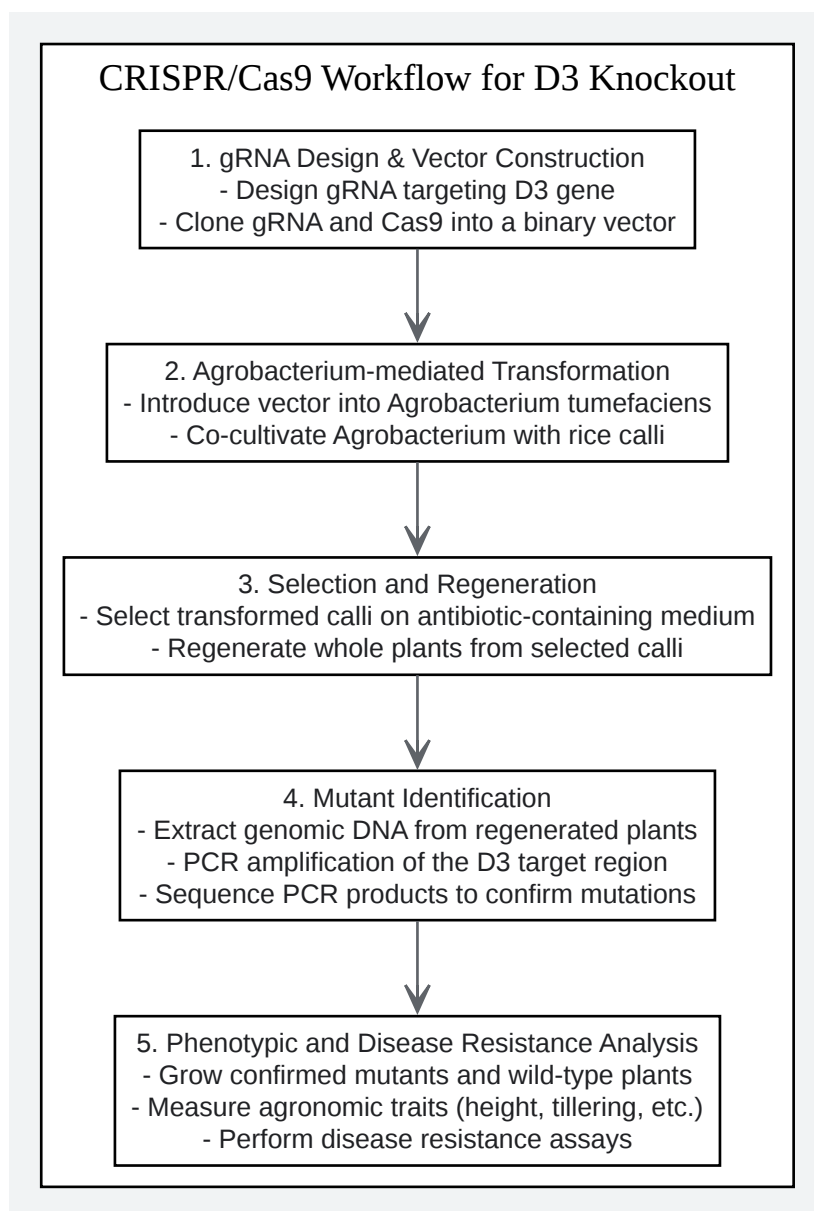 CRISPR/Cas9 Workflow for D3 Knockout
1. gRNA Design & Vector Construction
- Design gRNA targeting D3 gene
- Clone gRNA and Cas9 into a binary vector
2. Agrobacterium-mediated Transformation
- Introduce vector into Agrobacterium tumefaciens
- Co-cultivate Agrobacterium with rice calli
3. Selection and Regeneration
- Select transformed calli on antibiotic-containing medium
- Regenerate whole plants from selected calli
4. Mutant Identification
- Extract genomic DNA from regenerated plants
- PCR amplification of the D3 target region
- Sequence PCR products to confirm mutations
5. Phenotypic and Disease Resistance Analysis
- Grow confirmed mutants and wild-type plants
- Measure agronomic traits (height, tillering, etc.)
- Perform disease resistance assays